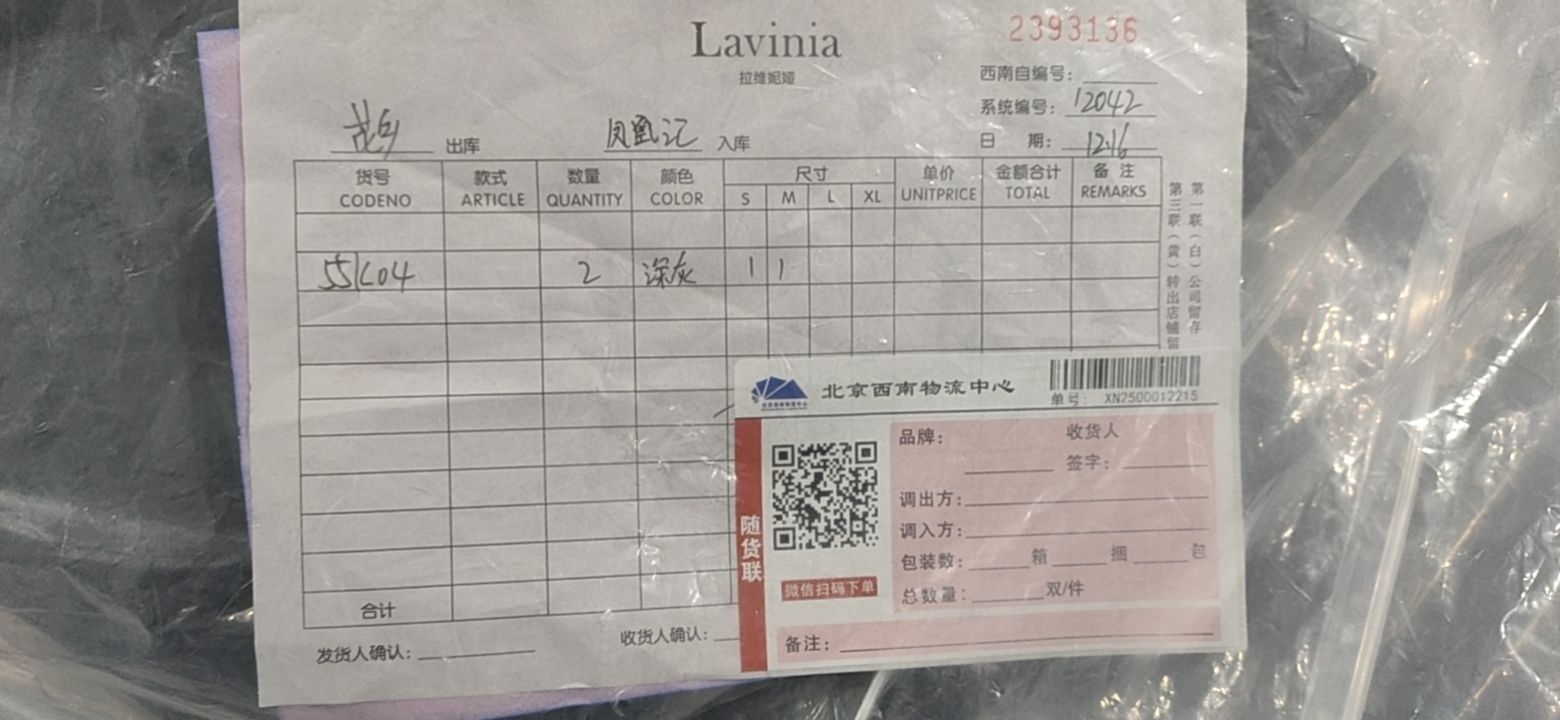 Lavinia
拉维妮娅
2393136
西南自编号：
系统编号： 12042
日 期： 12.16
出库 凤凰汇 入库
货号 款式 数量 颜色 尺寸 单价 金额合计 备注
CODENO ARTICLE QUANTITY COLOR S M L XL UNITPRICE TOTAL REMARKS
55K04 2 深灰 1 1
第一联（白）公司留存
第三联（黄）转出店铺留
合计
发货人确认：
收货人确认：
北京西南物流中心
单号： XN2500012215
随货联
微信扫码下单
品牌： 收货人
签字：
调出方：
调入方：
包装数： 箱 捆 包
总数量： 双/件
备注：